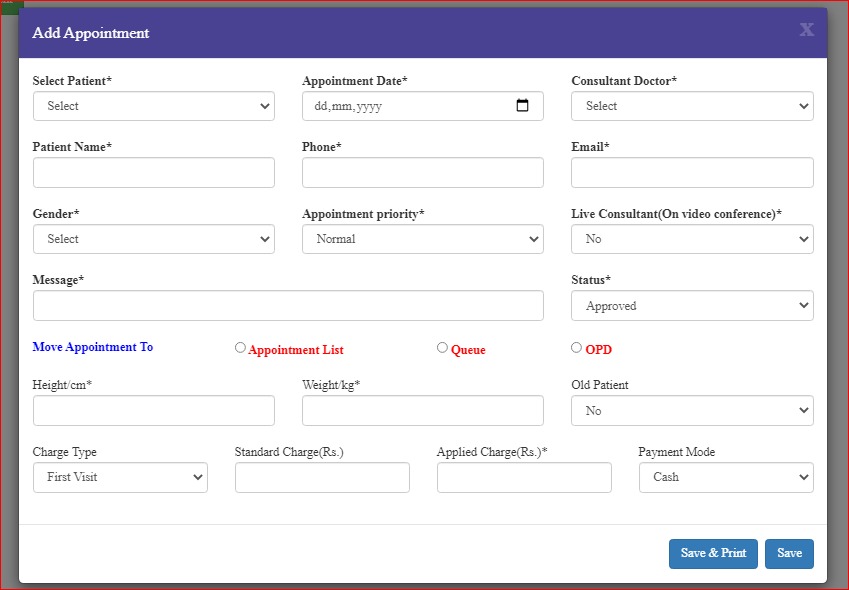 Add Appointment
X
Select Patient* Appointment Date* Consultant Doctor*
Select dd,mm,yyyy Select
Patient Name* Phone* Email*
Gender* Appointment priority* Live Consultant(On video conference)*
Select Normal No
Message* Status*
Approved
Move Appointment To Appointment List Queue OPD
Height/cm* Weight/kg* Old Patient
No
Charge Type Standard Charge(Rs.) Applied Charge(Rs.)* Payment Mode
First Visit Cash
Save & Print Save